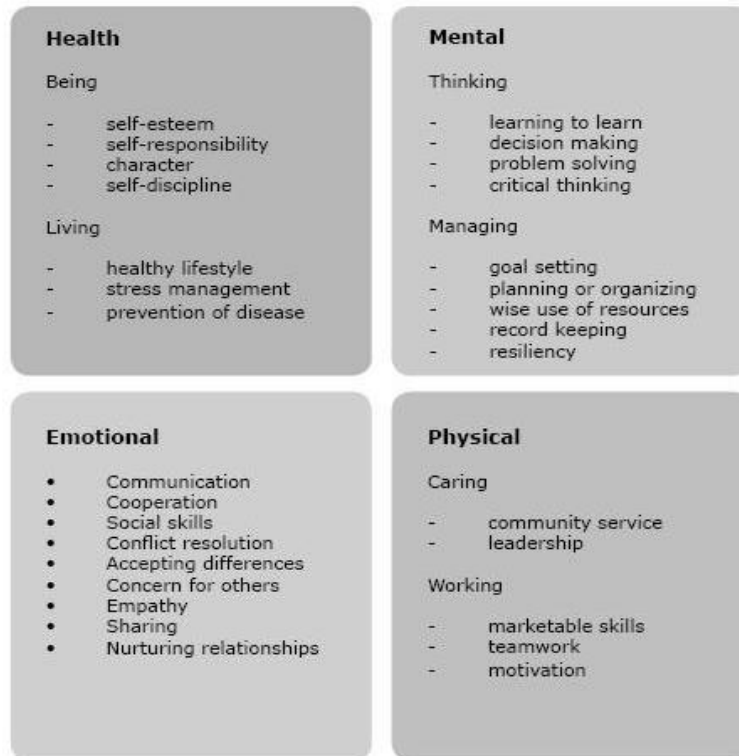 Health
Being
- self-esteem
- self-responsibility
- character
- self-discipline
Living
- healthy lifestyle
- stress management
- prevention of disease
Mental
Thinking
- learning to learn
- decision making
- problem solving
- critical thinking
Managing
- goal setting
- planning or organizing
- wise use of resources
- record keeping
- resiliency
Emotional
• Communication
• Cooperation
• Social skills
• Conflict resolution
• Accepting differences
• Concern for others
• Empathy
• Sharing
• Nurturing relationships
Physical
Caring
- community service
- leadership
Working
- marketable skills
- teamwork
- motivation